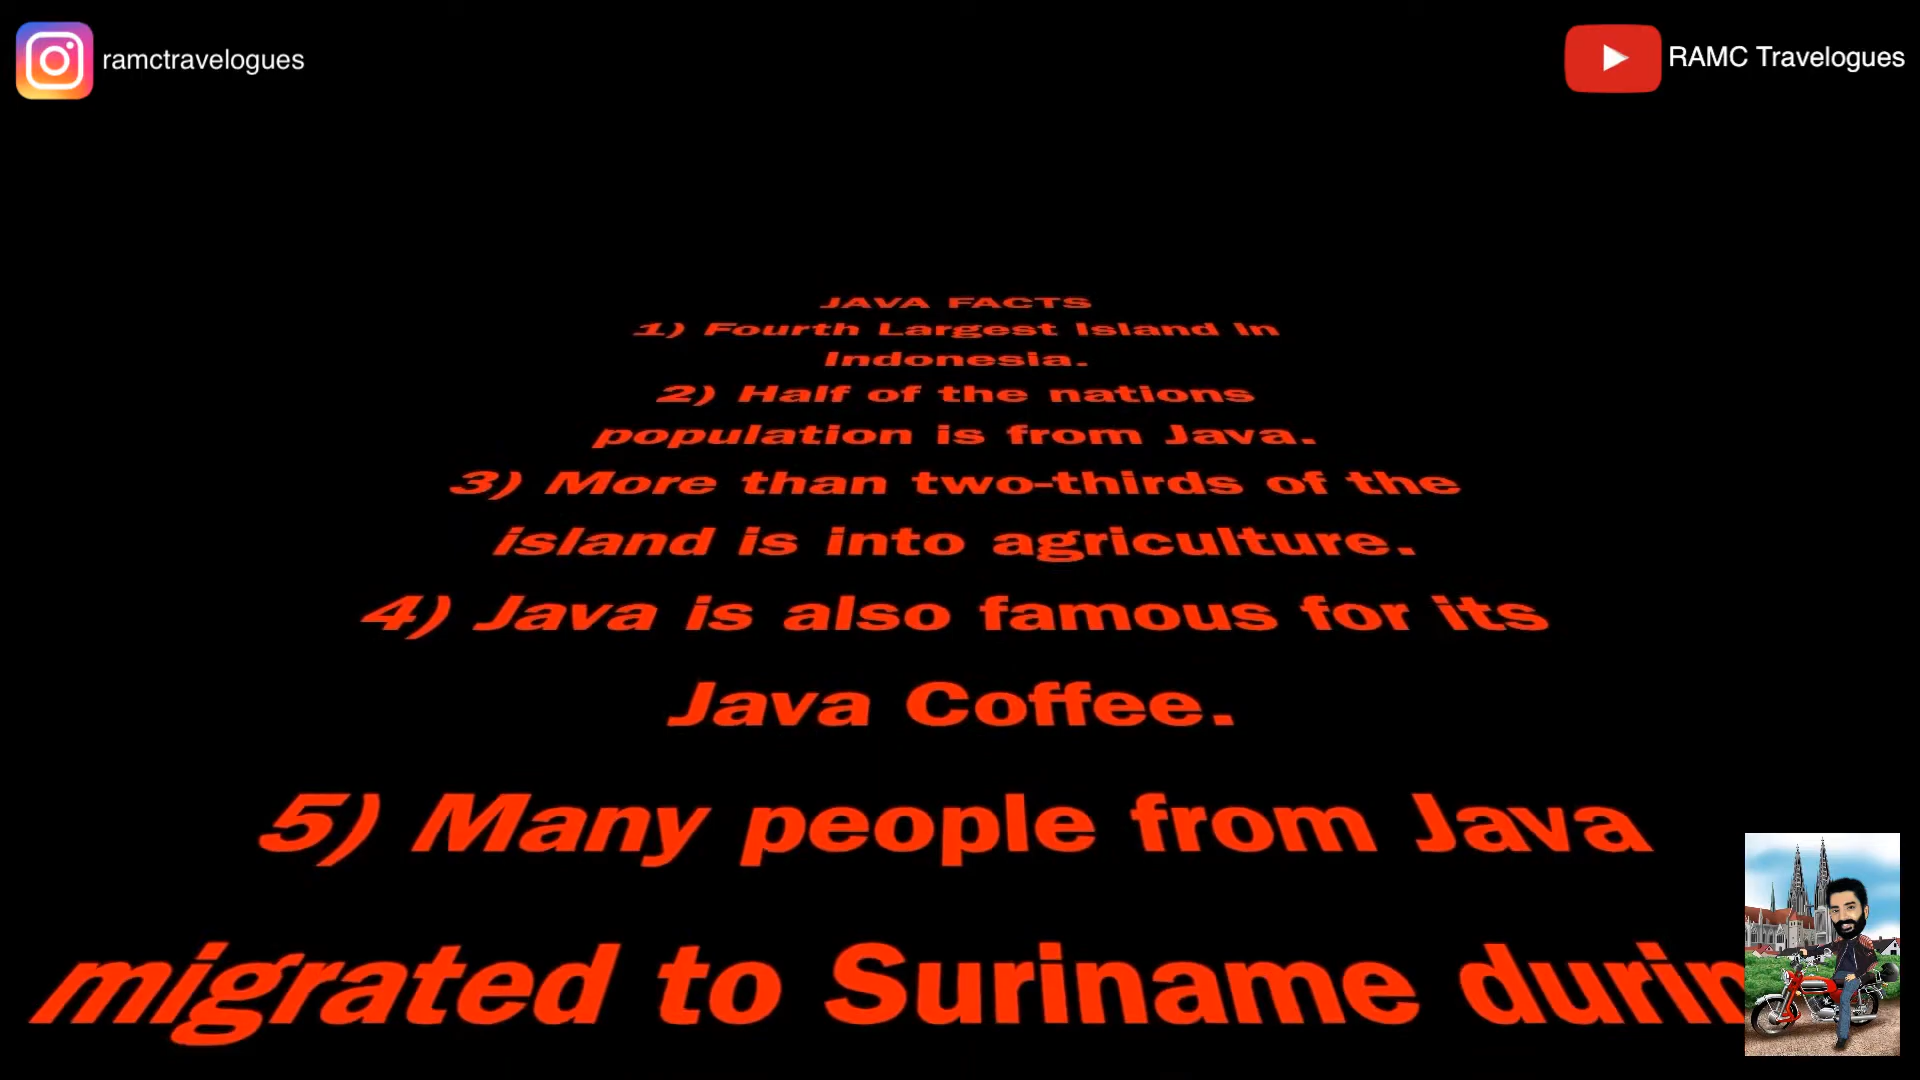 ramctravelogues
RAMC Travelogues
JAVA FACTS
1) Fourth Largest Island in
Indonesia.
2) Half of the nations
population is from Java.
3) More than two-thirds of the
island is into agriculture.
4) Java is also famous for its
Java Coffee.
5) Many people from Java
migrated to Suriname durin